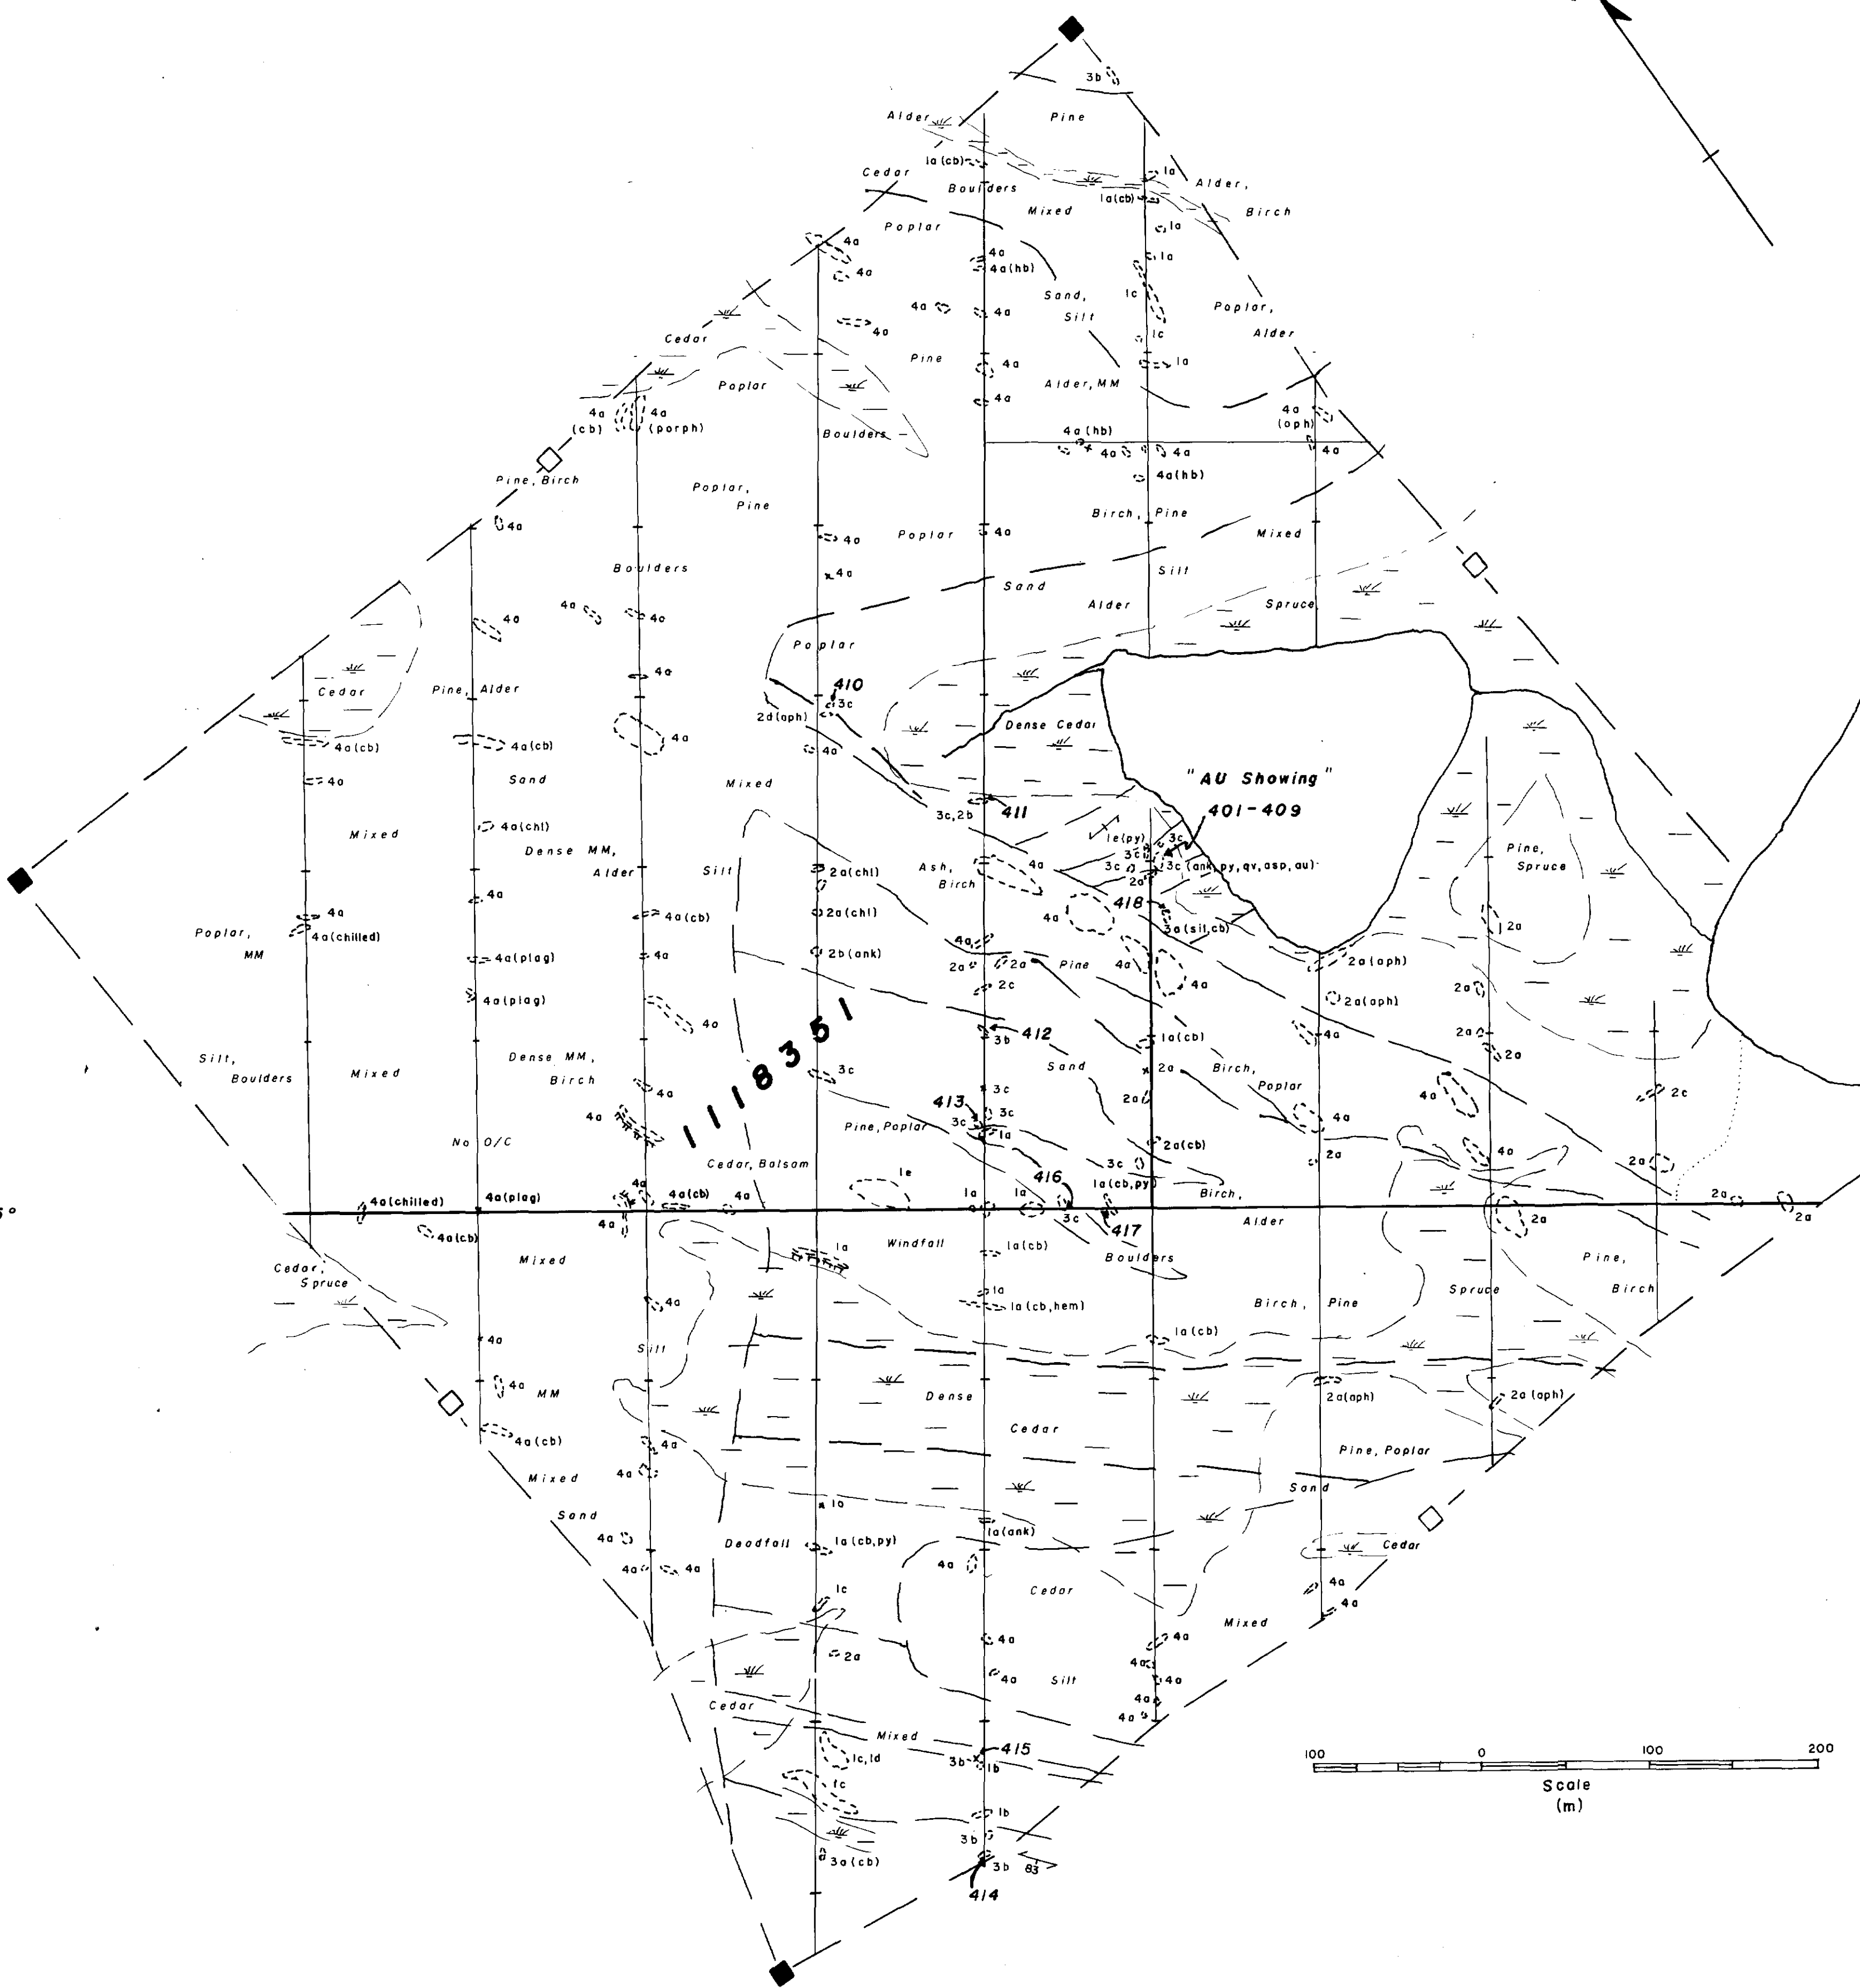 3b
Alder
Pine
1a(cb)
Cedar
Boulders
1a
Alder,
1a(cb)
Mixed
Birch
Poplar
1a
4a
4a
1a
4a
4a(hb)
Sand,
1c
Poplar,
4a
4a
Silt
4a
Cedar
1c
Alder
Pine
4a
1a
Poplar
Alder, MM
4a
4a
4a
4a
(cb)
(porph)
(aph)
Boulders
4a(hb)
4a
4a
4a
Pine, Birch
4a(hb)
Poplar,
Pine
4a
Birch, Pine
4a
Poplar
4a
Mixed
Boulders
4a
Silt
Sand
4a
4a
4a
Alder
Spruce
Poplar
4a
410
Cedar
Pine, Alder
3c
2d(aph)
Dense Cedar
4a
4a(cb)
4a(cb)
4a
4a
Sand
Mixed
"AU Showing"
401-409
3c,2b
411
4a(chl)
Mixed
1e(py)
3c
Dense MM,
3c
Pine,
Alder
Silt
2a(chl)
Ash,
4a
3c
3c(ank,py,qv,asp,au)
Spruce
Birch
2a
4a
418
4a
4a
4a(cb)
2a(chl)
3a(sil,cb)
2a
Poplar,
4a(chilled)
4a
MM
4a(plag)
4a
2b(ank)
2a
2a
Pine
4a
2a(aph)
4a(plag)
2c
4a
2a
2a(aph)
4a
412
3b
1a(cb)
4a
2a
Silt,
Dense MM,
2a
Boulders
Mixed
Birch
1118351
3c
Sand
2a
Birch,
Poplar
4a
3c
2a
4a
2c
4a
413
3c
3c
1a
4a
No O/C
Pine, Poplar
2a(cb)
4a
Cedar, Balsam
3c
2a
2a
1e
416
1a(cb,py)
4a(chilled)
4a(plag)
4a
4a(cb)
4a
1a
1a
Birch,
2a
5°
4a
3c
417
Alder
2a
2a
4a(cb)
Windfall
1a
1a(cb)
Boulders
Mixed
Pine,
Cedar,
Spruce
1a
Spruce
Birch
4a
1a(cb,hem)
Birch, Pine
4a
1a(cb)
Silt
4a
MM
Dense
2a(aph)
2a(aph)
4a(cb)
4a
Cedar
Pine, Poplar
Mixed
4a
Sand
1a
Sand
1a(ank)
4a
Deadfall
1a(cb,py)
Cedar
4a
4a
4a
Cedar
4a
1c
4a
Mixed
4a
4a
2a
4a
4a
Silt
4a
Cedar
4a
4a
Mixed
415
1c,1d
3b
1b
100
0
100
200
1c
Scale
(m)
1b
3b
3a(cb)
3b
83
414